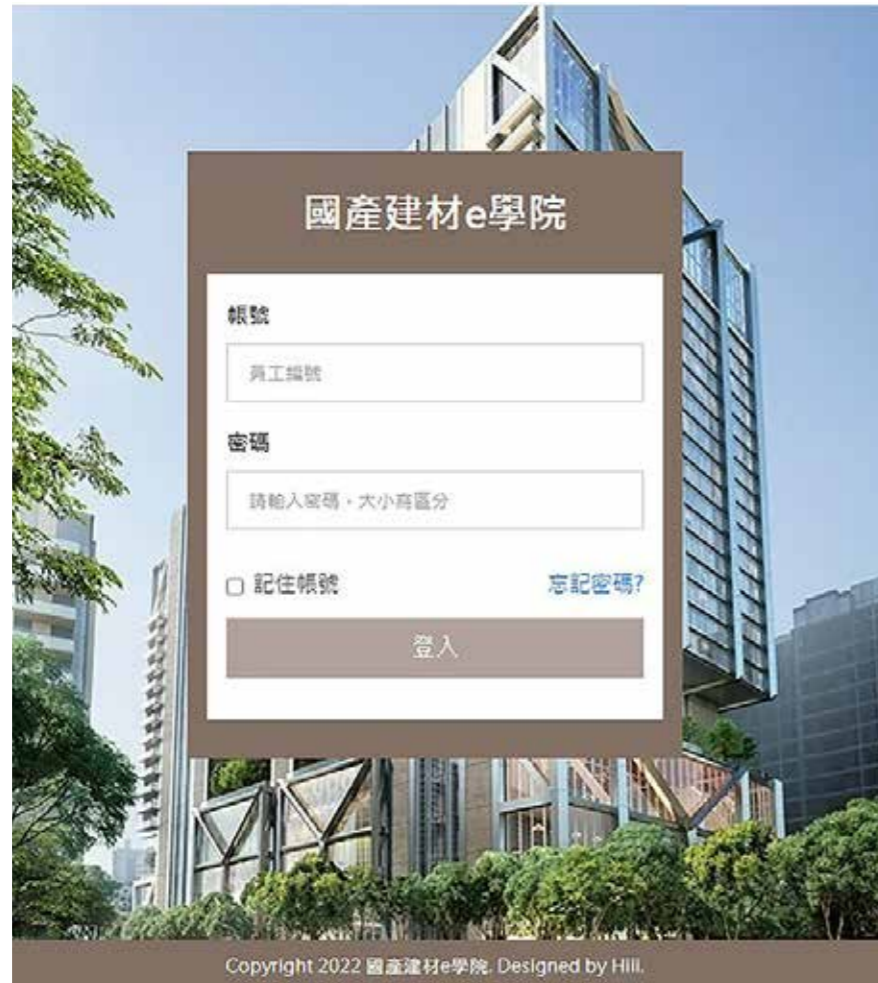 國產建材e學院
帳號
員工編號
密碼
請輸入密碼，大小寫區分
記住帳號 忘記密碼?
登入
Copyright 2022 國產建材e學院. Designed by Hill.